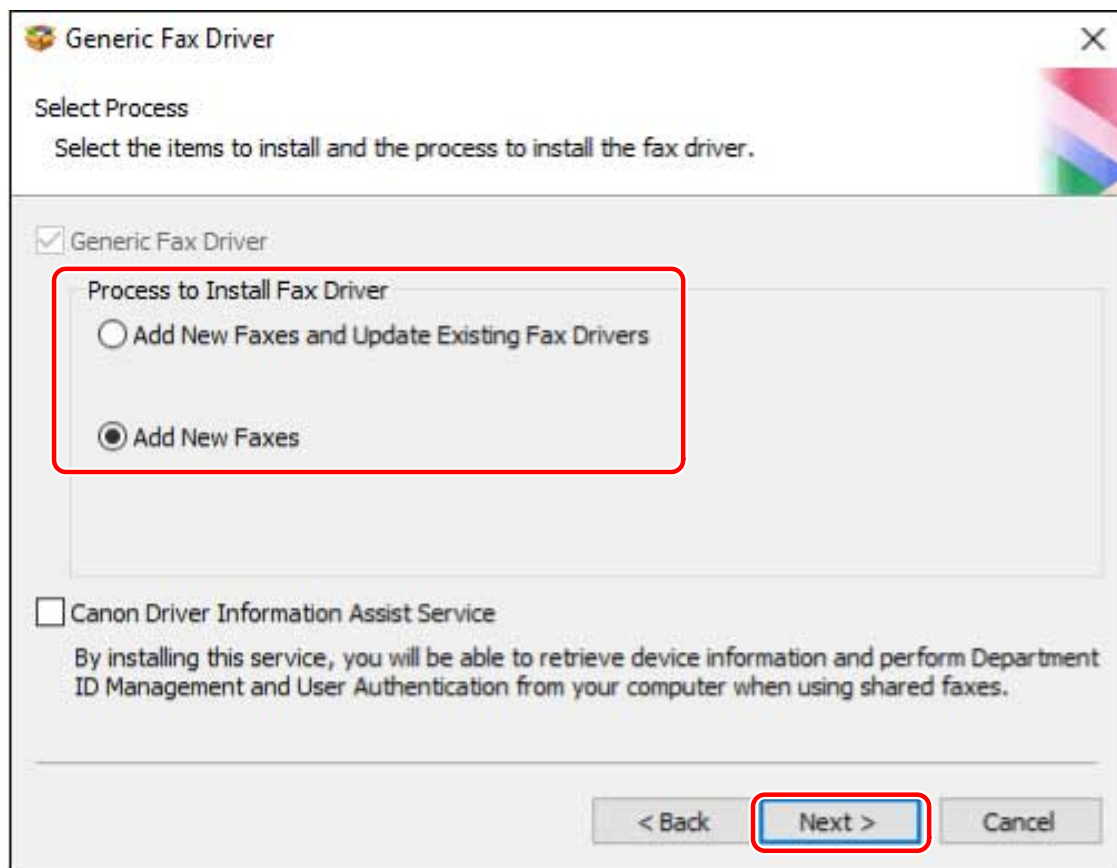 Generic Fax Driver
Select Process
Select the items to install and the process to install the fax driver.
Generic Fax Driver
Process to Install Fax Driver
Add New Faxes and Update Existing Fax Drivers
Add New Faxes
Canon Driver Information Assist Service
By installing this service, you will be able to retrieve device information and perform Department
ID Management and User Authentication from your computer when using shared faxes.
< Back Next > Cancel